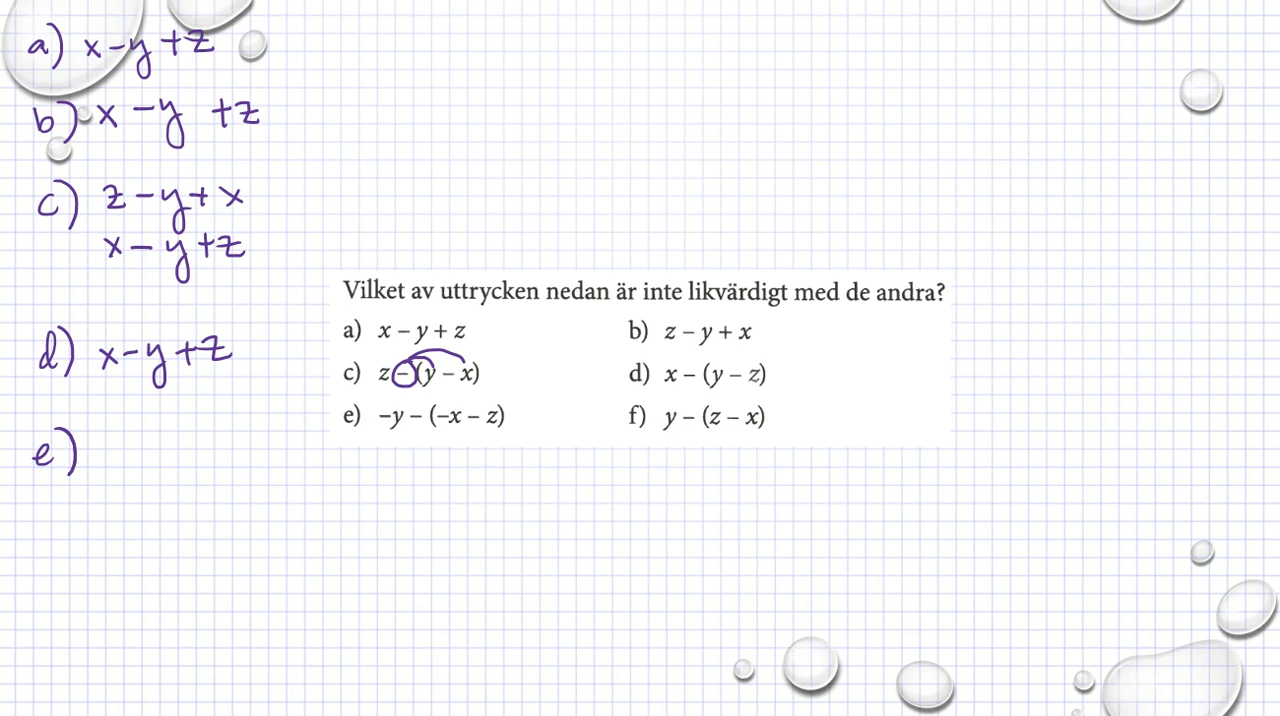 a) x-y+z
b) x-y +z
c) z-y+x
x-y+z
d) x-y+z
e)
Vilket av uttrycken nedan är inte likvärdigt med de andra?
a) x – y + z b) z – y + x
c) z – (y – x) d) x – (y – z)
e) –y – (–x – z) f) y – (z – x)